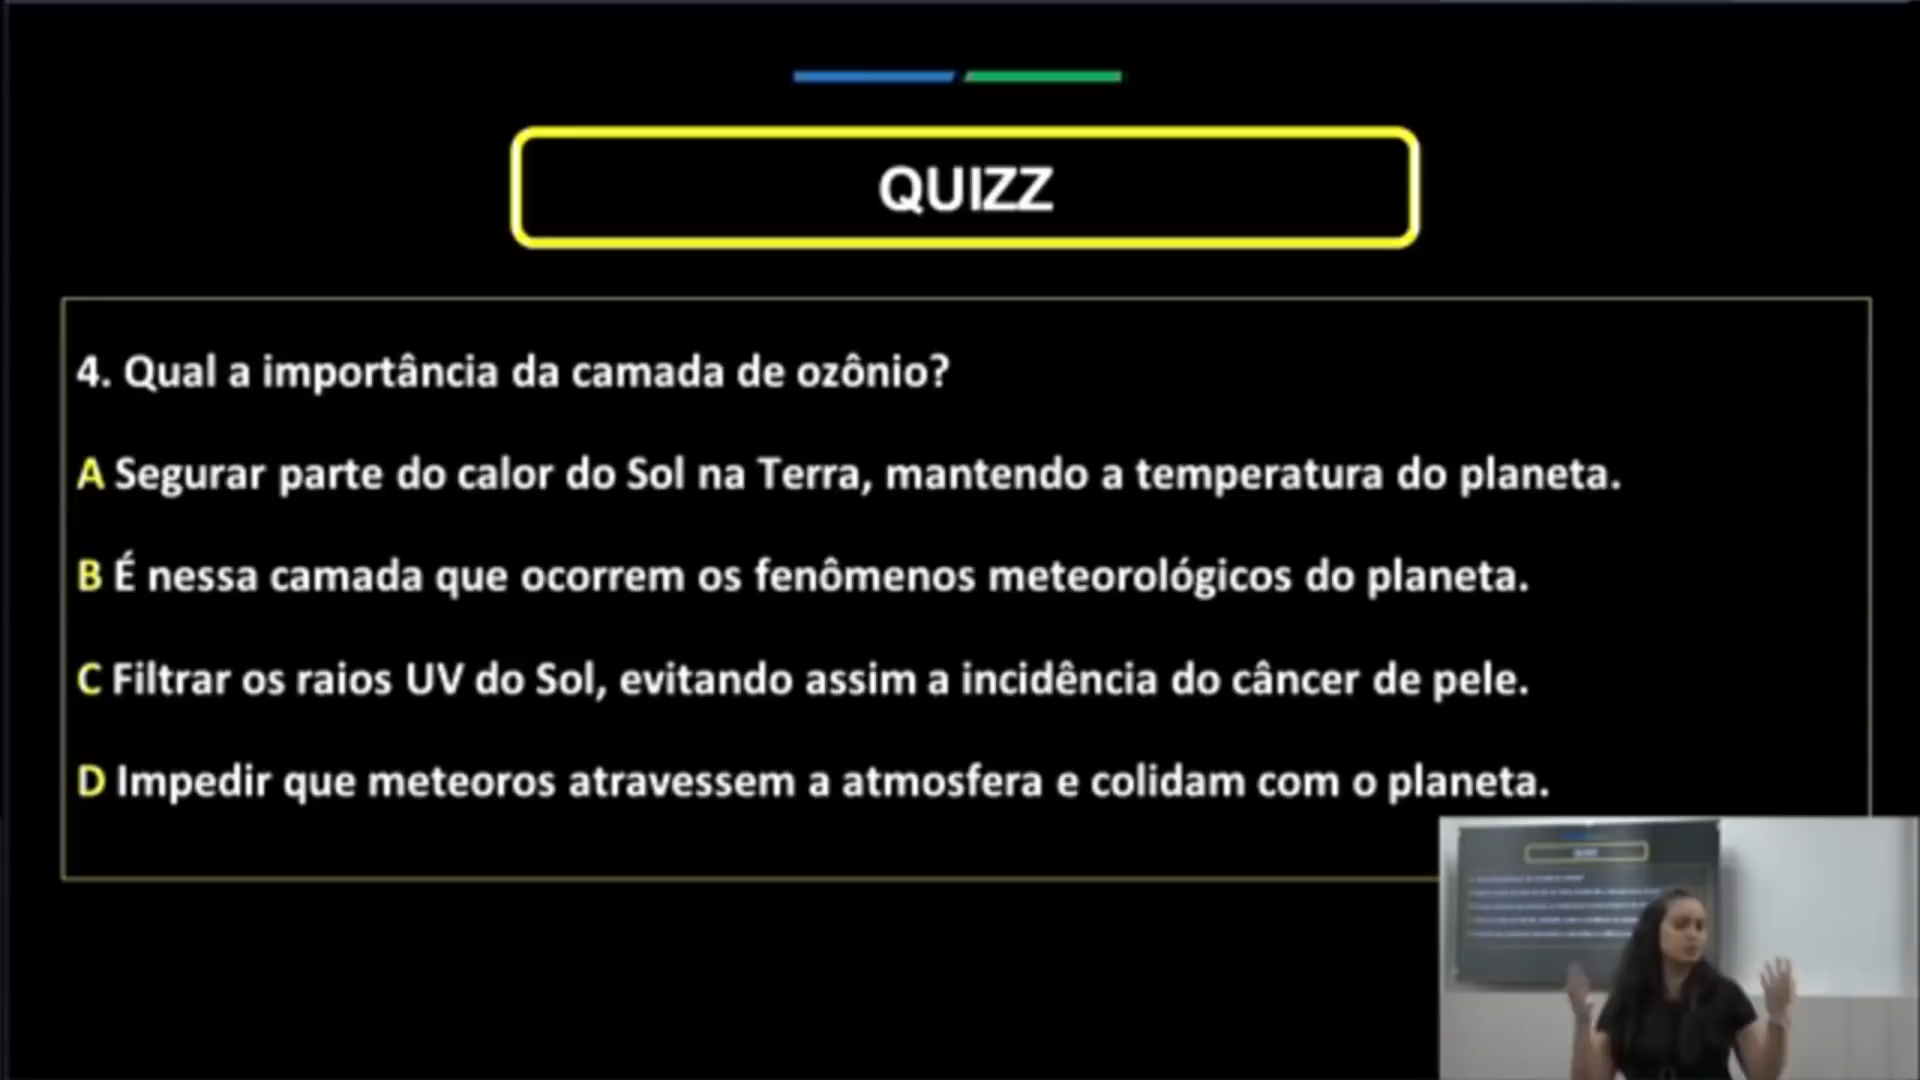 QUIZZ
4. Qual a importância da camada de ozônio?
A Segurar parte do calor do Sol na Terra, mantendo a temperatura do planeta.
B É nessa camada que ocorrem os fenômenos meteorológicos do planeta.
C Filtrar os raios UV do Sol, evitando assim a incidência do câncer de pele.
D Impedir que meteoros atravessem a atmosfera e colidam com o planeta.